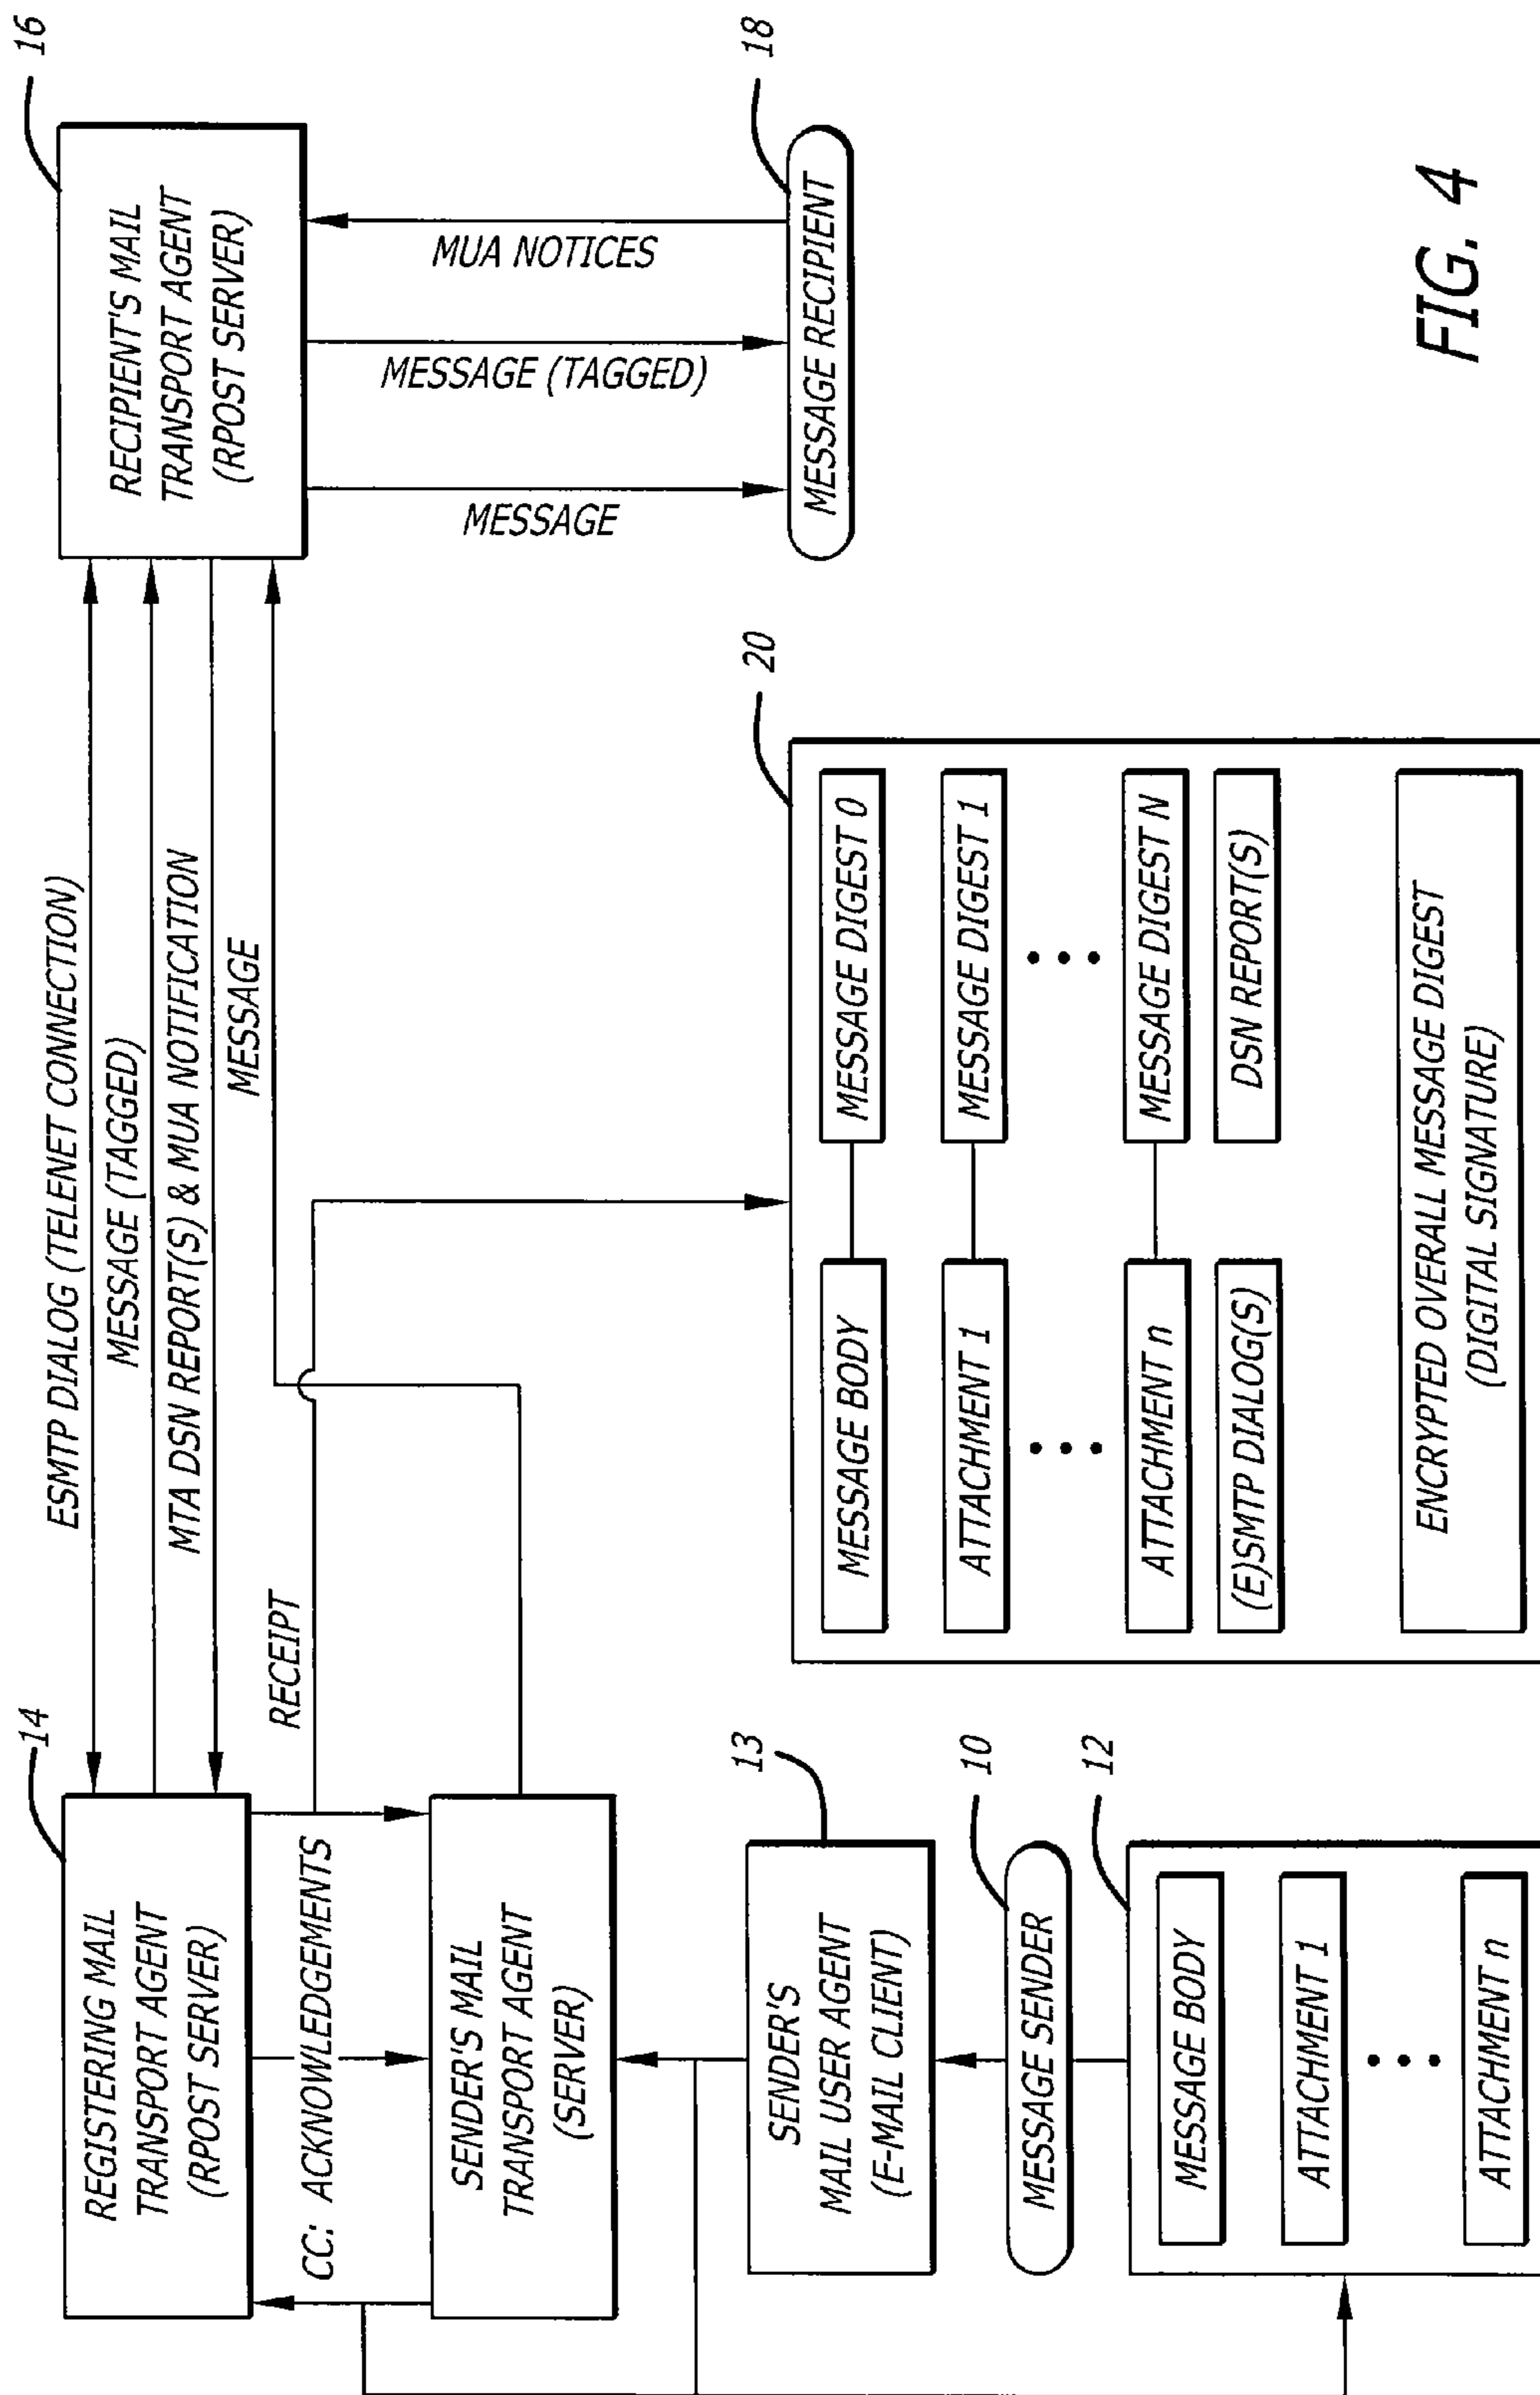 14
REGISTERING MAIL
TRANSPORT AGENT
(RPOST SERVER)
ESMTP DIALOG (TELENET CONNECTION)
MESSAGE (TAGGED)
MTA DSN REPORT(S) & MUA NOTIFICATION
MESSAGE
16
RECIPIENT'S MAIL
TRANSPORT AGENT
(RPOST SERVER)
CC:
ACKNOWLEDGEMENTS
RECEIPT
SENDER'S MAIL
TRANSPORT AGENT
(SERVER)
MESSAGE
MESSAGE (TAGGED)
MUA NOTICES
13
SENDER'S
MAIL USER AGENT
(E-MAIL CLIENT)
18
MESSAGE RECIPIENT
10
MESSAGE SENDER
12
MESSAGE BODY
ATTACHMENT 1
ATTACHMENT n
20
MESSAGE BODY
MESSAGE DIGEST 0
ATTACHMENT 1
MESSAGE DIGEST 1
ATTACHMENT n
MESSAGE DIGEST N
(E)SMTP DIALOG(S)
DSN REPORT(S)
ENCRYPTED OVERALL MESSAGE DIGEST
(DIGITAL SIGNATURE)
FIG. 4